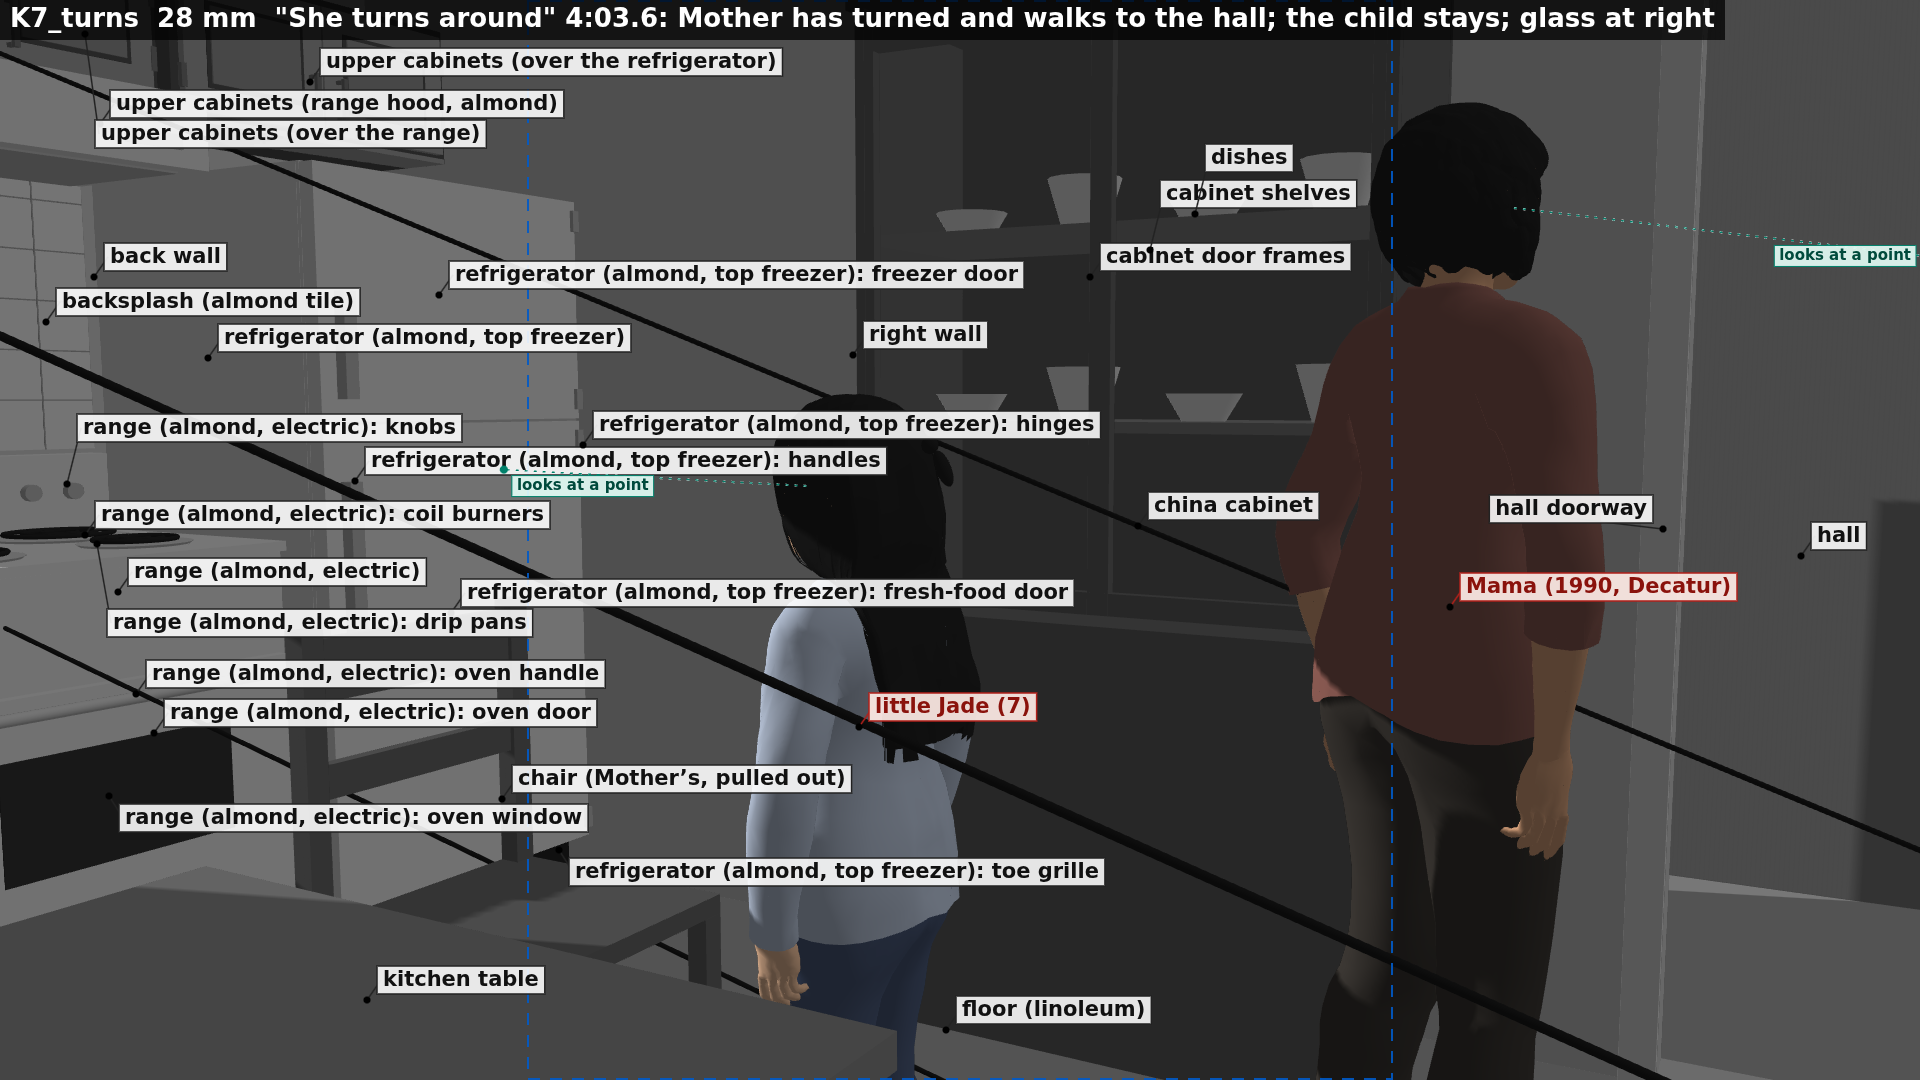 K7_turns 28 mm "She turns around" 4:03.6: Mother has turned and walks to the hall; the child stays; glass at right
upper cabinets (over the refrigerator)
upper cabinets (range hood, almond)
upper cabinets (over the range)
dishes
cabinet shelves
back wall
cabinet door frames
looks at a point
refrigerator (almond, top freezer): freezer door
backsplash (almond tile)
refrigerator (almond, top freezer)
right wall
range (almond, electric): knobs
refrigerator (almond, top freezer): hinges
refrigerator (almond, top freezer): handles
looks at a point
range (almond, electric): coil burners
china cabinet
hall doorway
hall
range (almond, electric)
refrigerator (almond, top freezer): fresh-food door
Mama (1990, Decatur)
range (almond, electric): drip pans
range (almond, electric): oven handle
range (almond, electric): oven door
little Jade (7)
chair (Mother’s, pulled out)
range (almond, electric): oven window
refrigerator (almond, top freezer): toe grille
kitchen table
floor (linoleum)